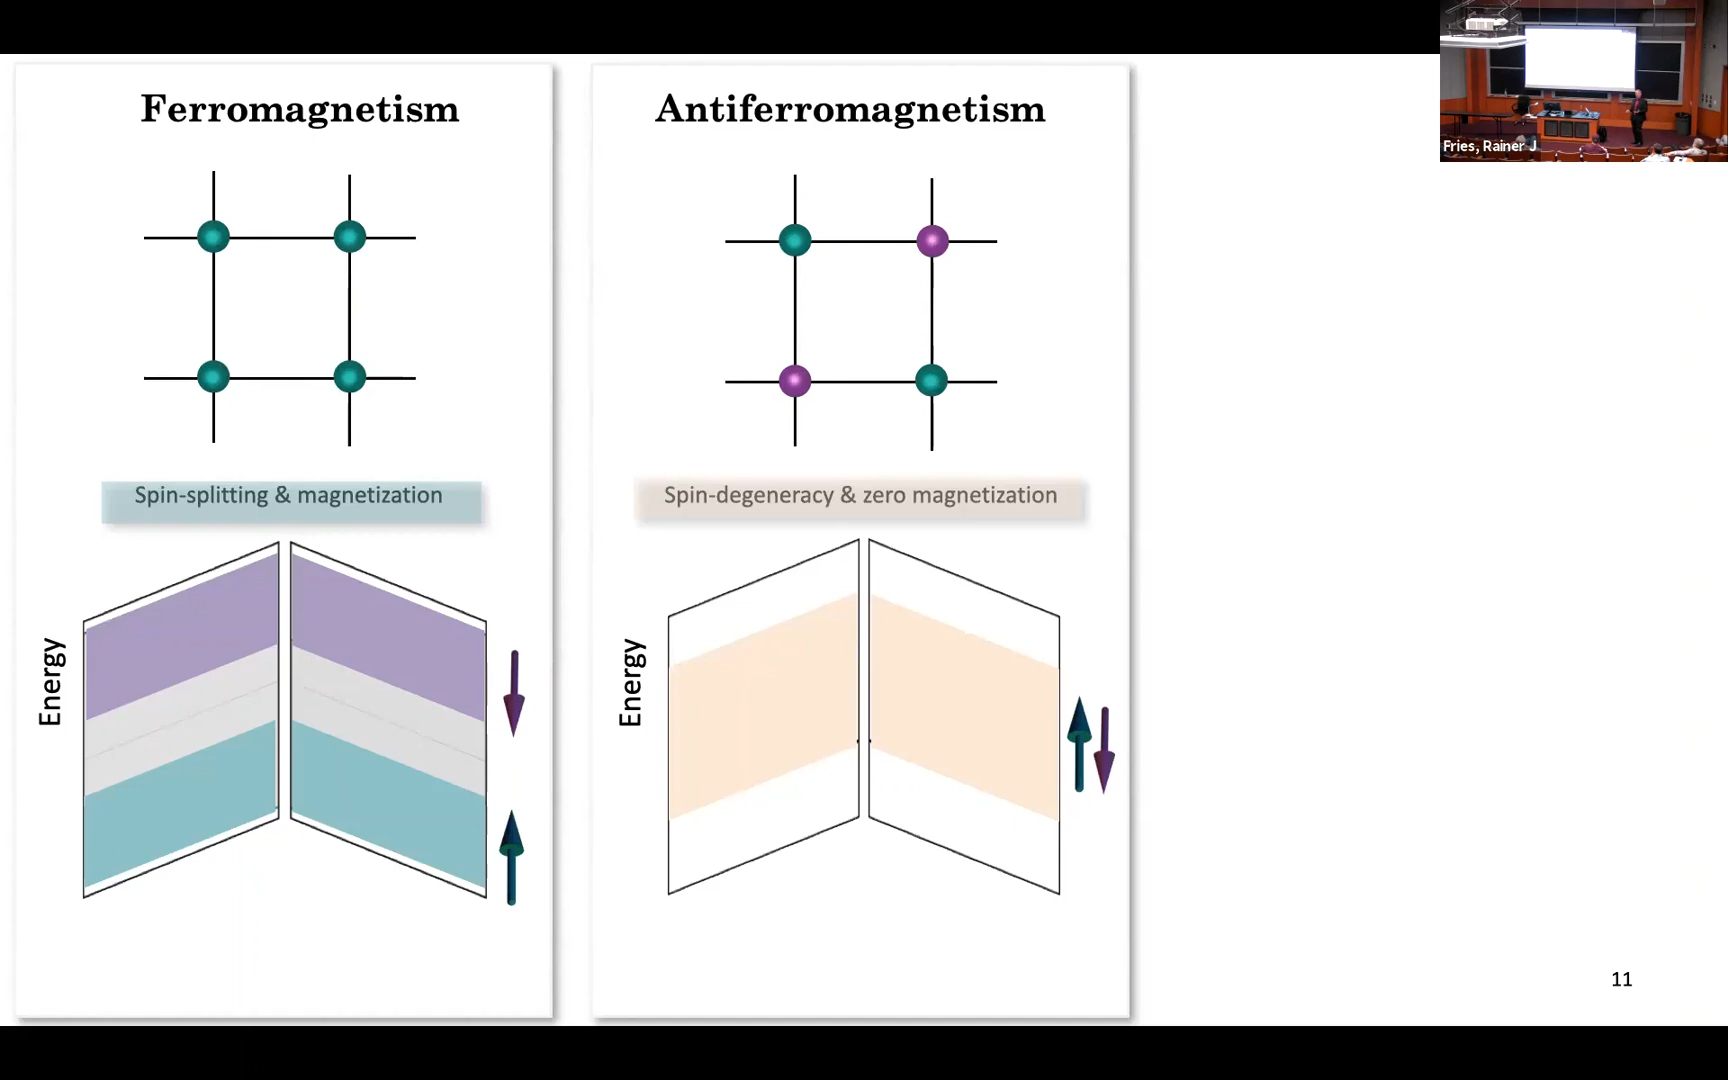 Ferromagnetism
Spin-splitting & magnetization
Energy
Antiferromagnetism
Spin-degeneracy & zero magnetization
Energy
Fries, Rainer J
11